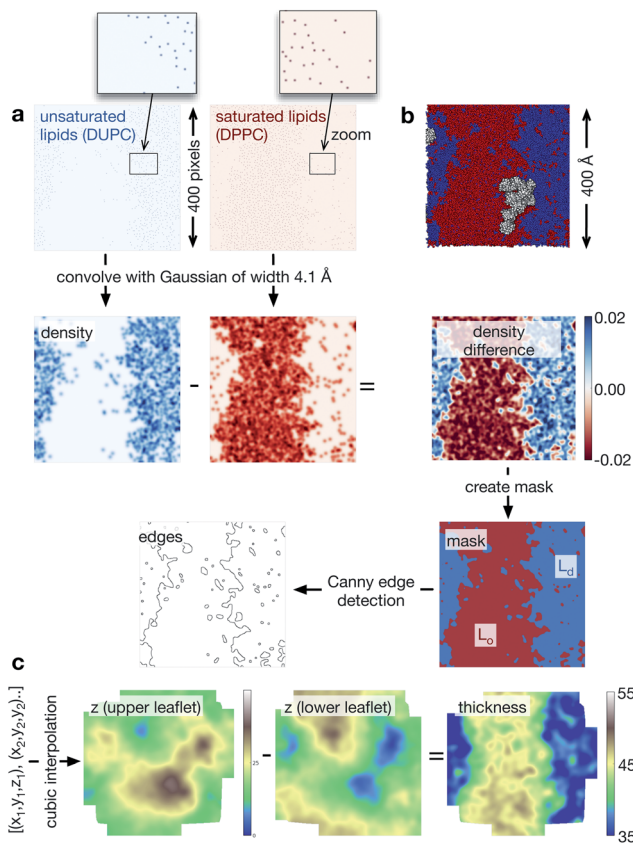 a
unsaturated
lipids (DUPC)
400 pixels
saturated lipids
(DPPC)
zoom
b
400 Å
convolve with Gaussian of width 4.1 Å
density
-
=
density
difference
0.02
0.00
-0.02
create mask
edges
Canny edge
detection
mask
Ld
Lo
c
[(x1,y1,z1), (x2,y2,y2)..]
cubic interpolation
z (upper leaflet)
25
0
-
z (lower leaflet)
=
thickness
55
45
35